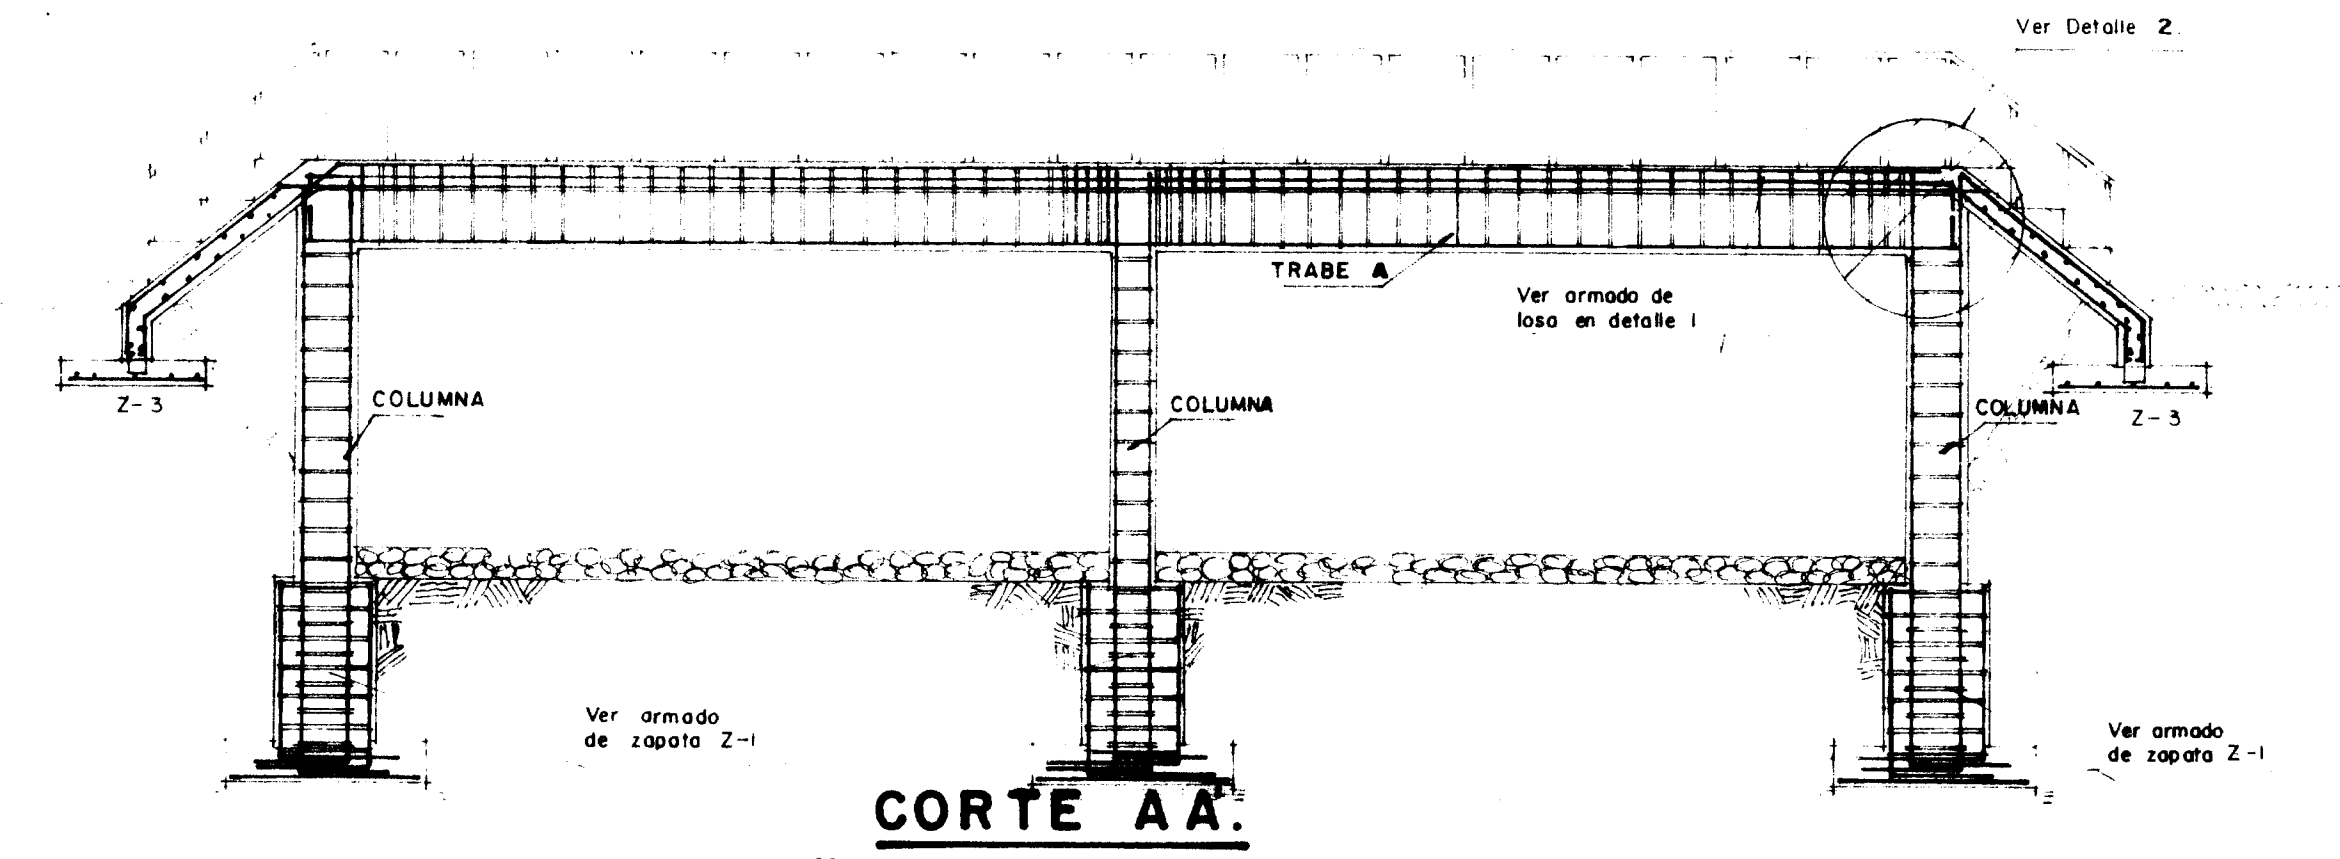 Ver Detalle 2.
TRABE A
Ver armado de
losa en detalle 1
Z-3
COLUMNA
COLUMNA
COLUMNA
Z-3
Ver armado
de zapata Z-1
Ver armado
de zapata Z-1
CORTE AA'.